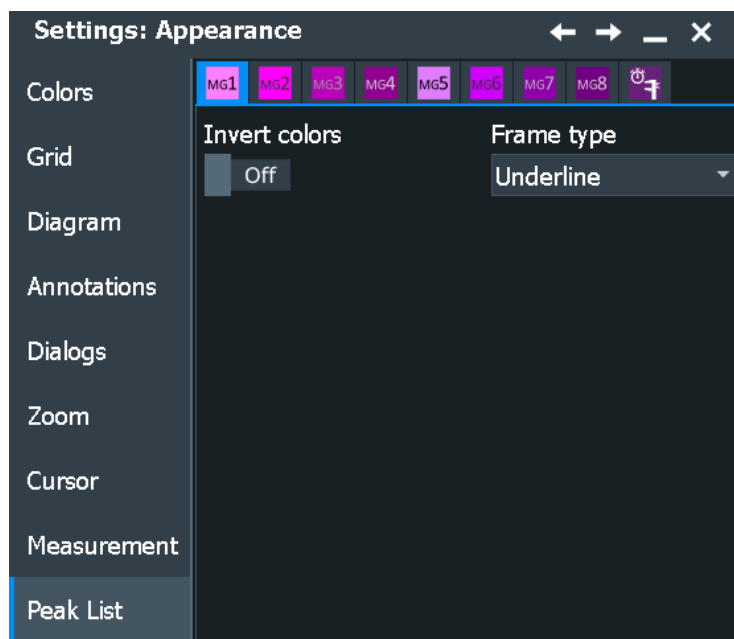 Settings: Appearance
Colors
Grid
Diagram
Annotations
Dialogs
Zoom
Cursor
Measurement
Peak List
MG1 MG2 MG3 MG4 MG5 MG6 MG7 MG8
Invert colors
Off
Frame type
Underline